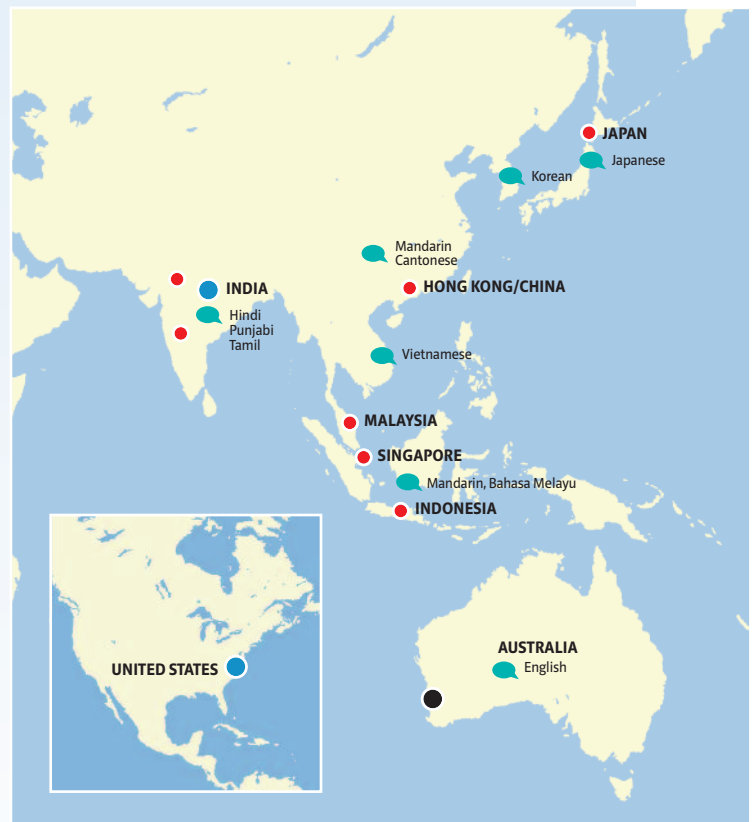 JAPAN
Japanese
Korean
Mandarin
Cantonese
HONG KONG/CHINA
INDIA
Hindi
Punjabi
Tamil
Vietnamese
MALAYSIA
SINGAPORE
Mandarin, Bahasa Melayu
INDONESIA
UNITED STATES
AUSTRALIA
English